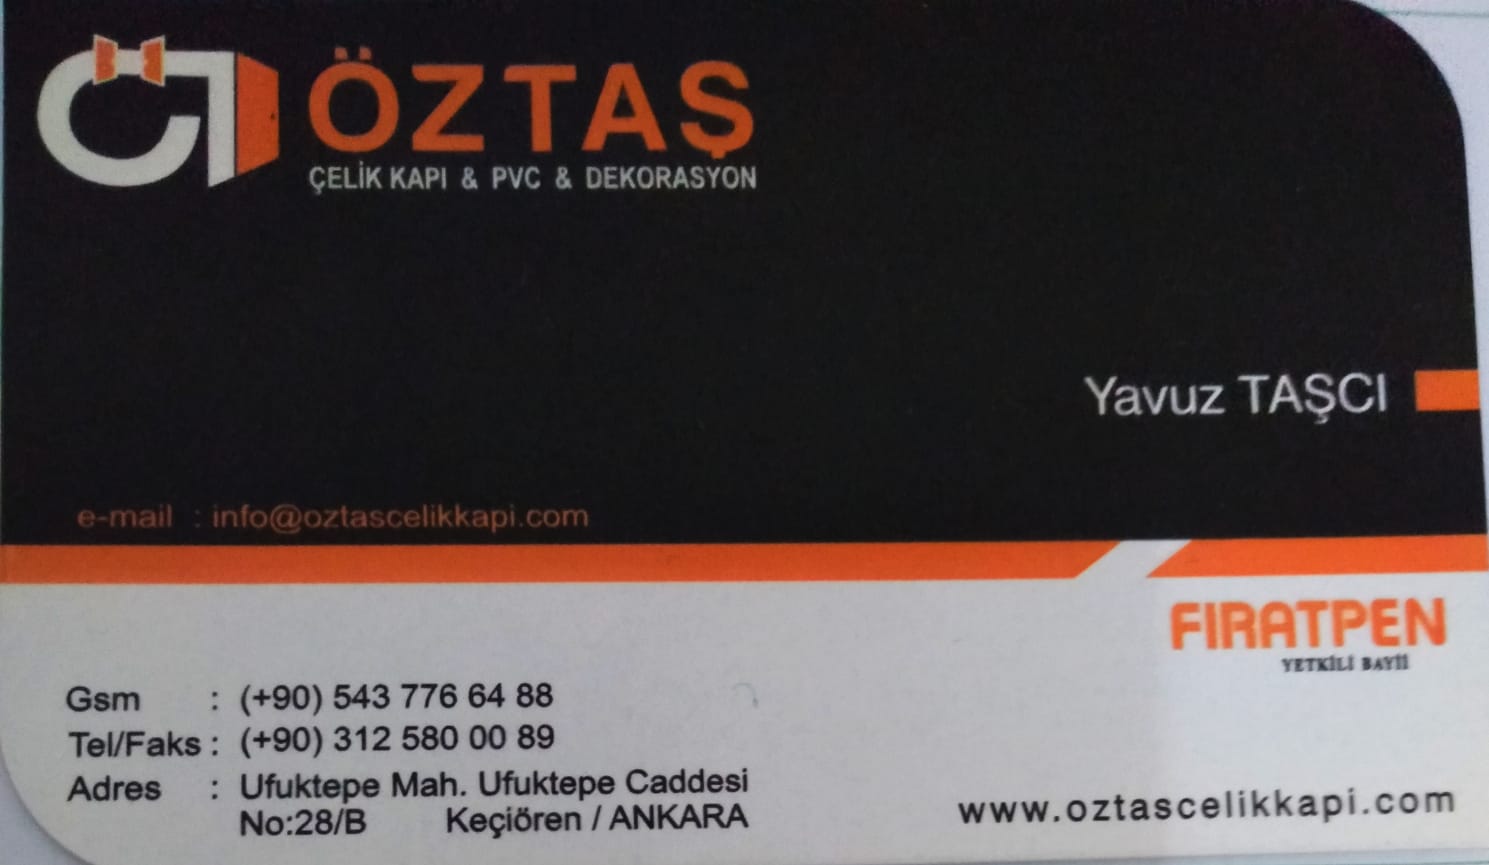 ÖZTAŞ
ÇELİK KAPI & PVC & DEKORASYON
Yavuz TAŞCI
e-mail : info@oztascelikkapi.com
FIRATPEN
YETKİLİ BAYİİ
Gsm : (+90) 543 776 64 88
Tel/Faks : (+90) 312 580 00 89
Adres : Ufuktepe Mah. Ufuktepe Caddesi
No:28/B Keçiören / ANKARA
www.oztascelikkapi.com